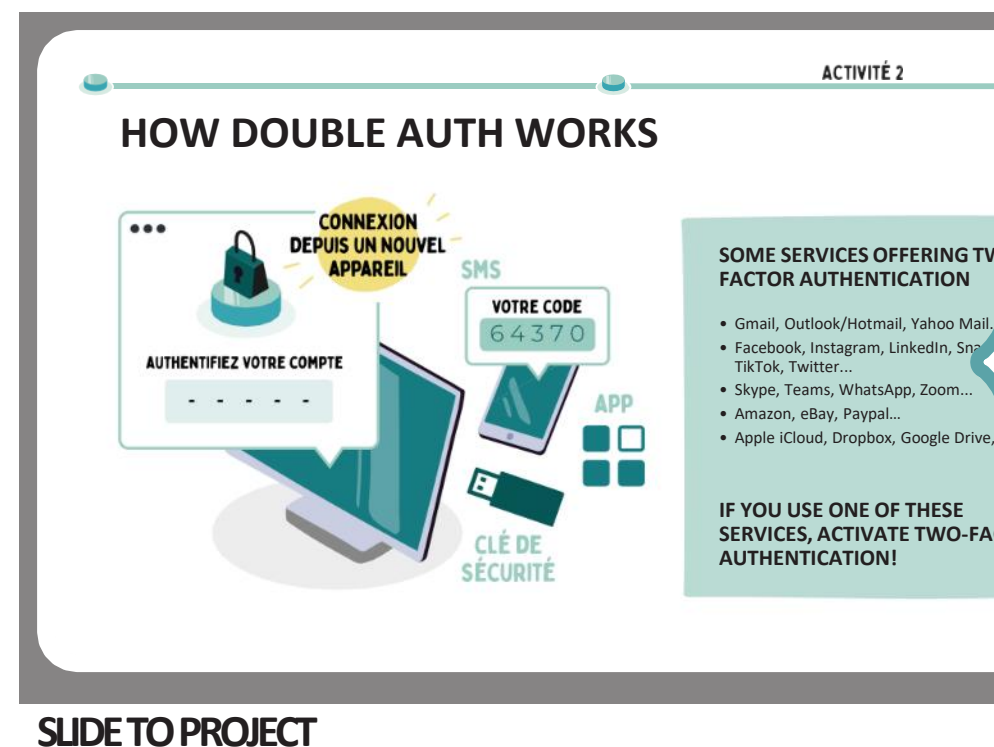 ACTIVITÉ 2
HOW DOUBLE AUTH WORKS
CONNEXION
DEPUIS UN NOUVEL
APPAREIL
AUTHENTIFIEZ VOTRE COMPTE
- - - - -
SMS
VOTRE CODE
64370
APP
CLÉ DE
SÉCURITÉ
SOME SERVICES OFFERING
FACTOR AUTHENTICATION
• Gmail, Outlook/Hotmail, Yahoo Mail.
• Facebook, Instagram, LinkedIn,
TikTok, Twitter...
• Skype, Teams, WhatsApp, Zoom...
• Amazon, eBay, Paypal...
• Apple iCloud, Dropbox, Google Drive,
IF YOU USE ONE OF THESE
SERVICES, ACTIVATE
AUTHENTICATION!
SLIDE TO PROJECT